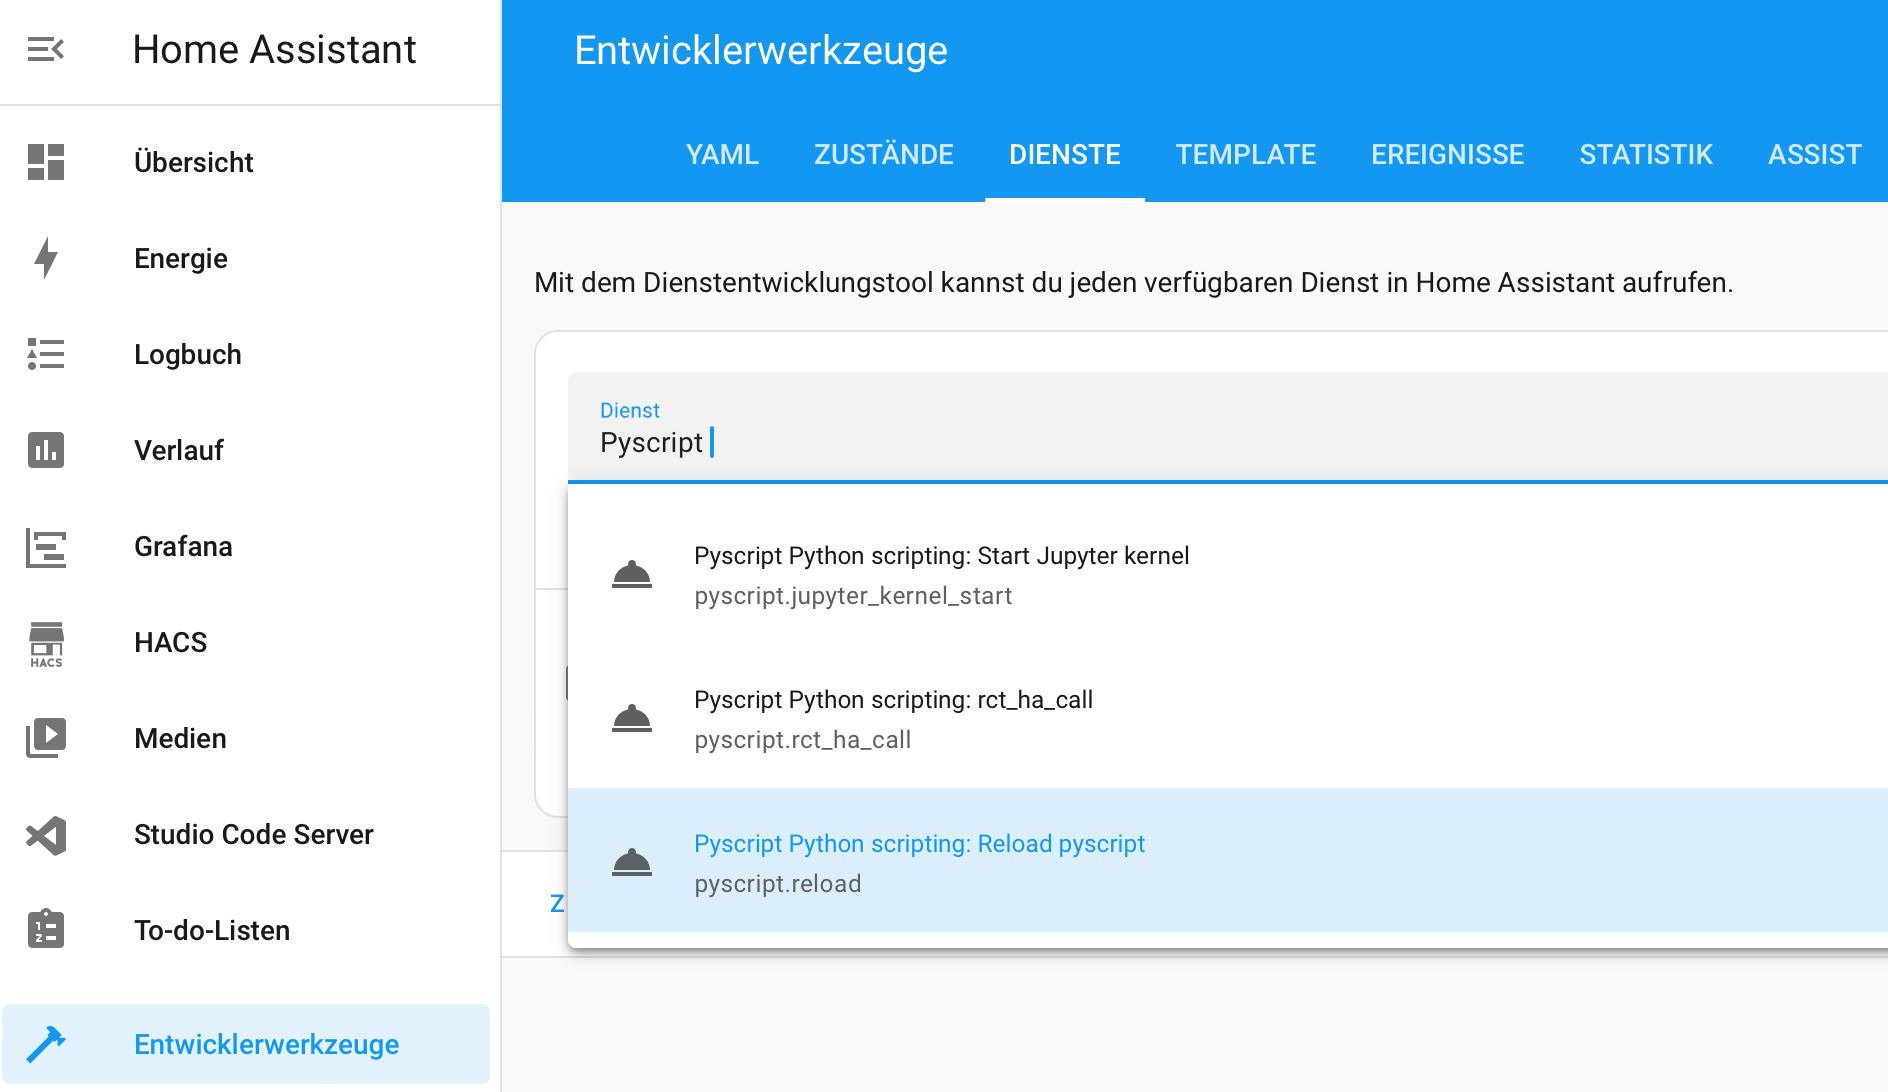 Home Assistant
Übersicht
Energie
Logbuch
Verlauf
Grafana
HACS
HACS
Medien
Studio Code Server
To-do-Listen
Entwicklerwerkzeuge
Entwicklerwerkzeuge
YAML ZUSTÄNDE DIENSTE TEMPLATE EREIGNISSE STATISTIK ASSIST
Mit dem Dienstentwicklungstool kannst du jeden verfügbaren Dienst in Home Assistant aufrufen.
Dienst
Pyscript
Pyscript Python scripting: Start Jupyter kernel
pyscript.jupyter_kernel_start
Pyscript Python scripting: rct_ha_call
pyscript.rct_ha_call
Pyscript Python scripting: Reload pyscript
pyscript.reload
Z